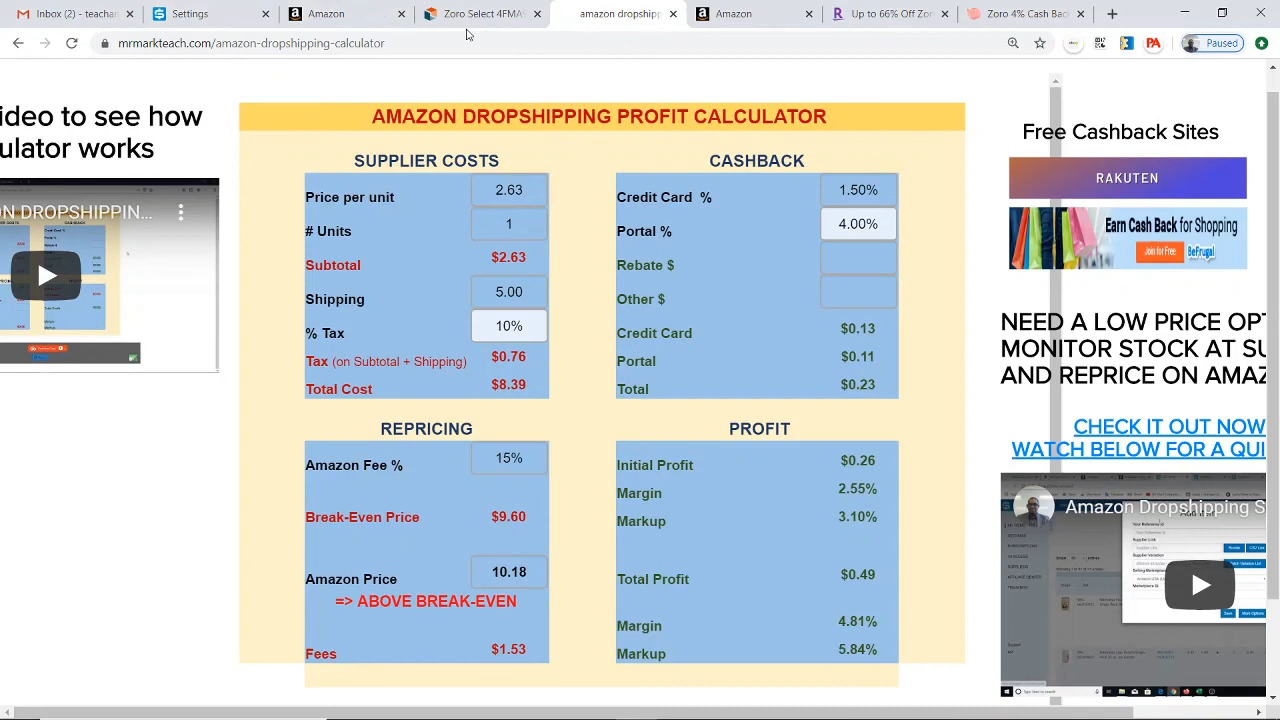 Gmail
Settings
Amazon
Zoro Select 4FMA
amazon dropship
Amazon
Up to 66% Off Zor
Zoro 4% Cash Back
mrmarkteach.com/amazon-dropshipping-calculator
Paused
ideo to see how
ulator works
ON DROPSHIPPIN...
AMAZON DROPSHIPPING PROFIT CALCULATOR
SUPPLIER COSTS
Price per unit 2.63
# Units 1
Subtotal $2.63
Shipping 5.00
% Tax 10%
Tax (on Subtotal + Shipping) $0.76
Total Cost $8.39
CASHBACK
Credit Card % 1.50%
Portal % 4.00%
Rebate $
Other $
Credit Card $0.13
Portal $0.11
Total $0.23
REPRICING
Amazon Fee % 15%
Break-Even Price $9.60
Amazon Price 10.18
=> ABOVE BREAK-EVEN
Fees $1.53
PROFIT
Initial Profit $0.26
Margin 2.55%
Markup 3.10%
Total Profit
Margin 4.81%
Markup 5.84%
Free Cashback Sites
RAKUTEN
Earn Cash Back for Shopping
Join for Free
BeFrugal
NEED A LOW PRICE OPT
MONITOR STOCK AT SU
AND REPRICE ON AMAZ
CHECK IT OUT NOW
WATCH BELOW FOR A QUI
Amazon Dropshipping S